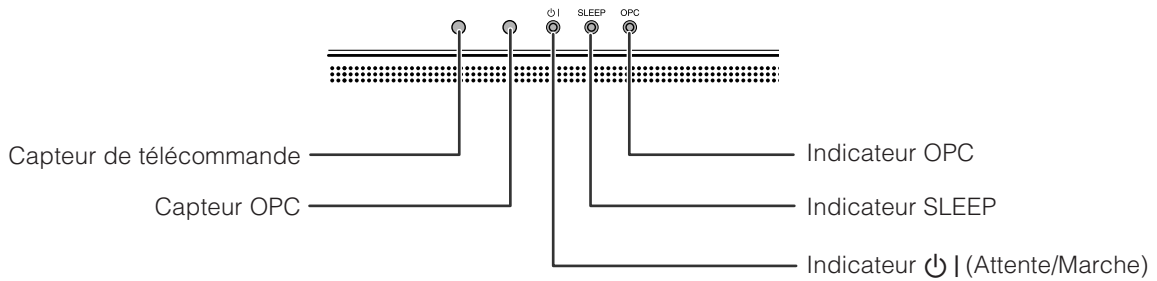 ⏻ | SLEEP OPC
Capteur de télécommande
Capteur OPC
Indicateur OPC
Indicateur SLEEP
Indicateur ⏻ | (Attente/Marche)